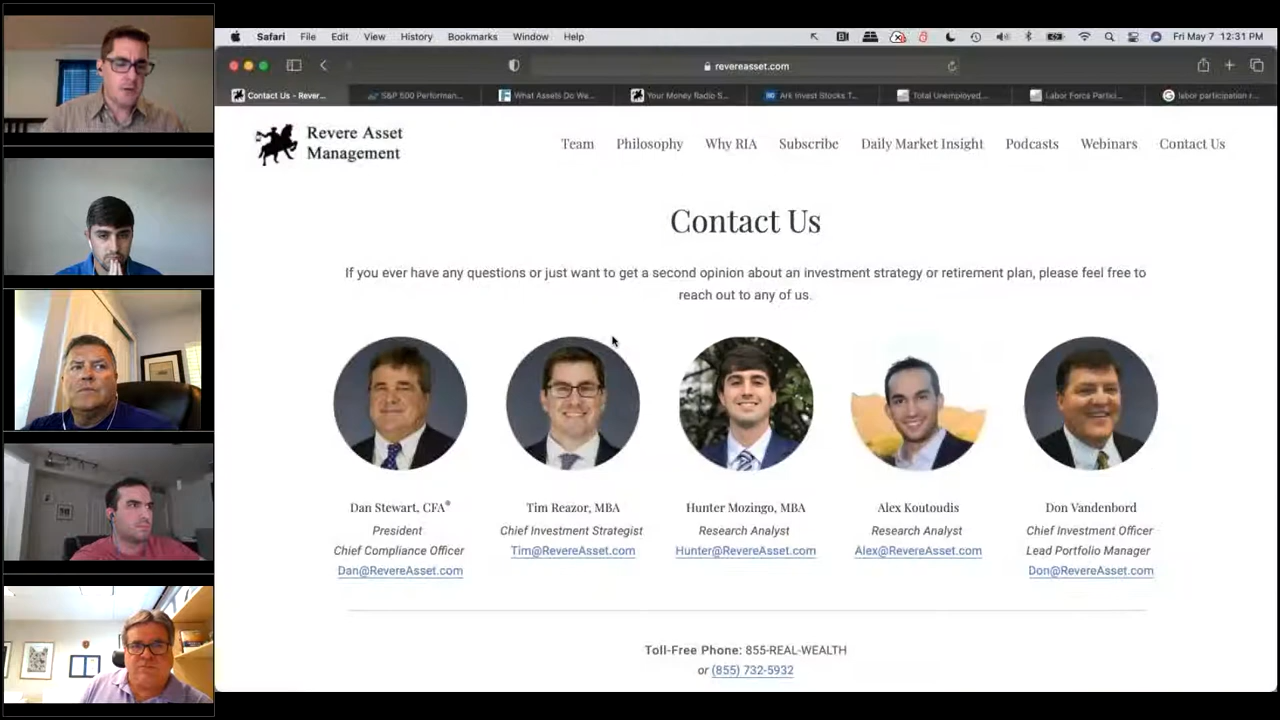 Safari File Edit View History Bookmarks Window Help Fri May 7 12:31 PM
revereasset.com
Contact Us - Rever... S&P 500 Performan... What Assets Do We... Your Money Radio S... Ark Invest Stocks T... Total Unemployed,... Labor Force Partici... labor participation r...
Revere Asset
Management
Team Philosophy Why RIA Subscribe Daily Market Insight Podcasts Webinars Contact Us
Contact Us
If you ever have any questions or just want to get a second opinion about an investment strategy or retirement plan, please feel free to
reach out to any of us.
Dan Stewart, CFA® Tim Reazor, MBA Hunter Mozingo, MBA Alex Koutoudis Don Vandenbord
President Chief Investment Strategist Research Analyst Research Analyst Chief Investment Officer
Chief Compliance Officer Tim@RevereAsset.com Hunter@RevereAsset.com Alex@RevereAsset.com Lead Portfolio Manager
Dan@RevereAsset.com Don@RevereAsset.com
Toll-Free Phone: 855-REAL-WEALTH
or (855) 732-5932